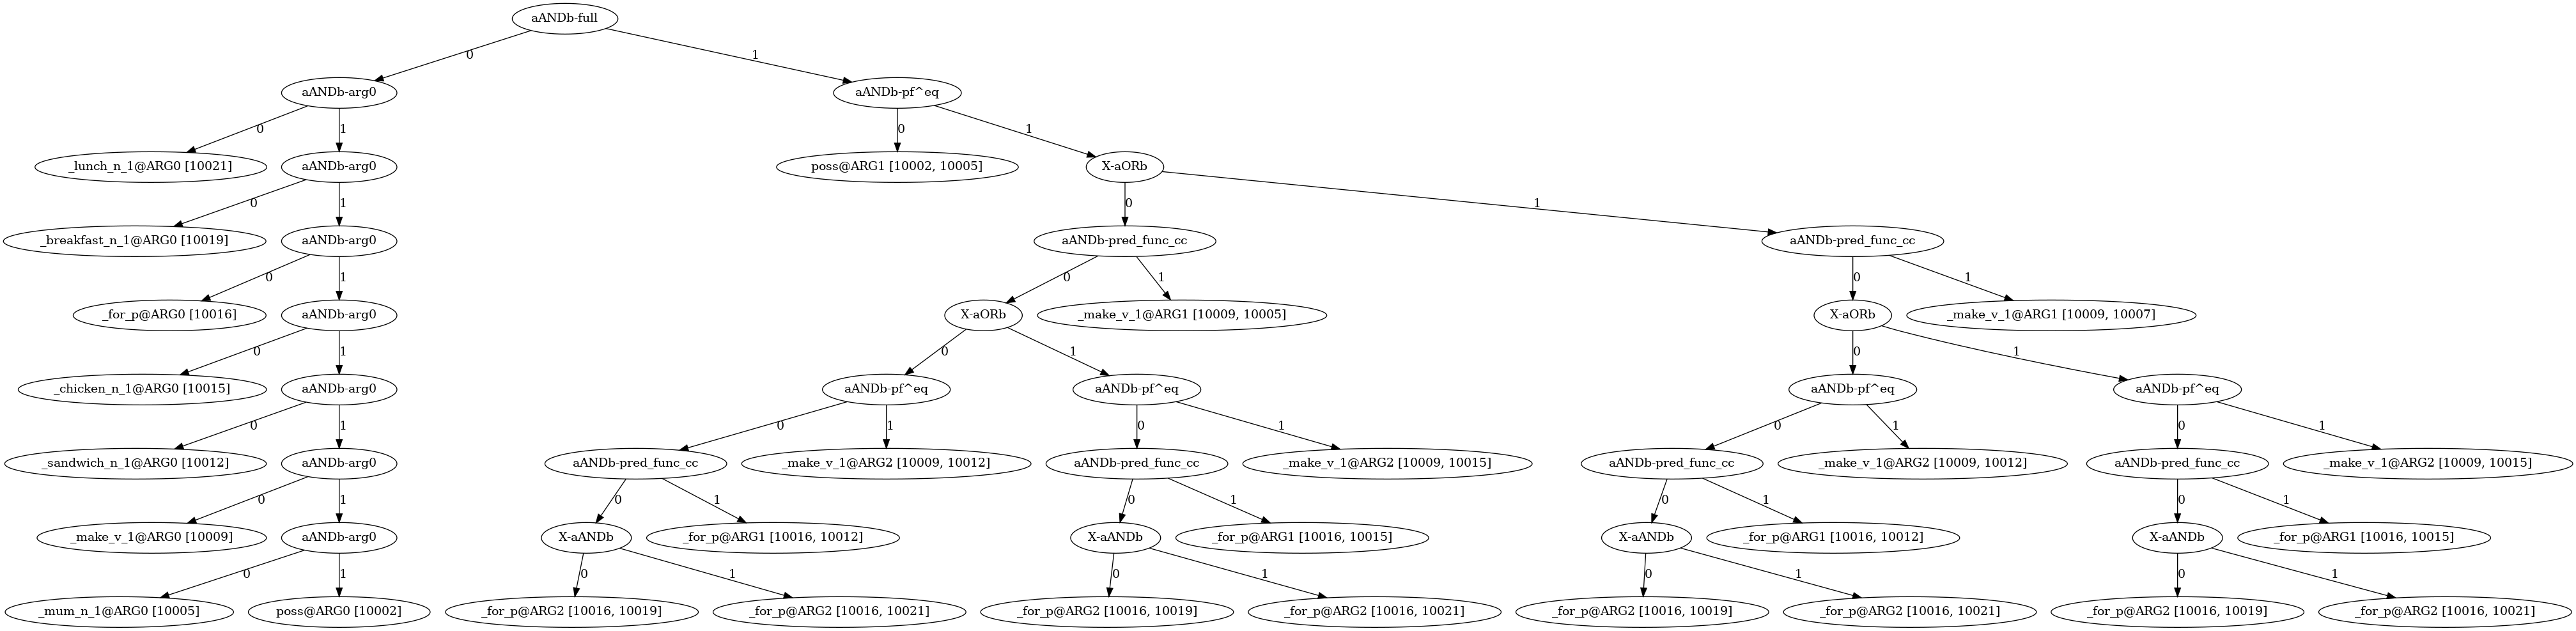 aANDb-full
0 1
aANDb-arg0 aANDb-pf^eq
0 1 0 1
_lunch_n_1@ARG0 [10021] aANDb-arg0 poss@ARG1 [10002, 10005] X-aORb
0 1 0 1
_breakfast_n_1@ARG0 [10019] aANDb-arg0 aANDb-pred_func_cc aANDb-pred_func_cc
0 1 0 1 0 1
_for_p@ARG0 [10016] aANDb-arg0 X-aORb _make_v_1@ARG1 [10009, 10005] X-aORb _make_v_1@ARG1 [10009, 10007]
0 1 0 1 0 1
_chicken_n_1@ARG0 [10015] aANDb-arg0 aANDb-pf^eq aANDb-pf^eq aANDb-pf^eq aANDb-pf^eq
0 1 0 1 0 1 0 1 0 1
_sandwich_n_1@ARG0 [10012] aANDb-arg0 aANDb-pred_func_cc _make_v_1@ARG2 [10009, 10012] aANDb-pred_func_cc _make_v_1@ARG2 [10009, 10015] aANDb-pred_func_cc _make_v_1@ARG2 [10009, 10012] aANDb-pred_func_cc _make_v_1@ARG2 [10009, 10015]
0 1 0 1 0 1 0 1 0 1
_make_v_1@ARG0 [10009] aANDb-arg0 X-aANDb _for_p@ARG1 [10016, 10012] X-aANDb _for_p@ARG1 [10016, 10015] X-aANDb _for_p@ARG1 [10016, 10012] X-aANDb _for_p@ARG1 [10016, 10015]
0 1 0 1 0 1 0 1 0 1
_mum_n_1@ARG0 [10005] poss@ARG0 [10002] _for_p@ARG2 [10016, 10019] _for_p@ARG2 [10016, 10021] _for_p@ARG2 [10016, 10019] _for_p@ARG2 [10016, 10021] _for_p@ARG2 [10016, 10019] _for_p@ARG2 [10016, 10021] _for_p@ARG2 [10016, 10019] _for_p@ARG2 [10016, 10021]